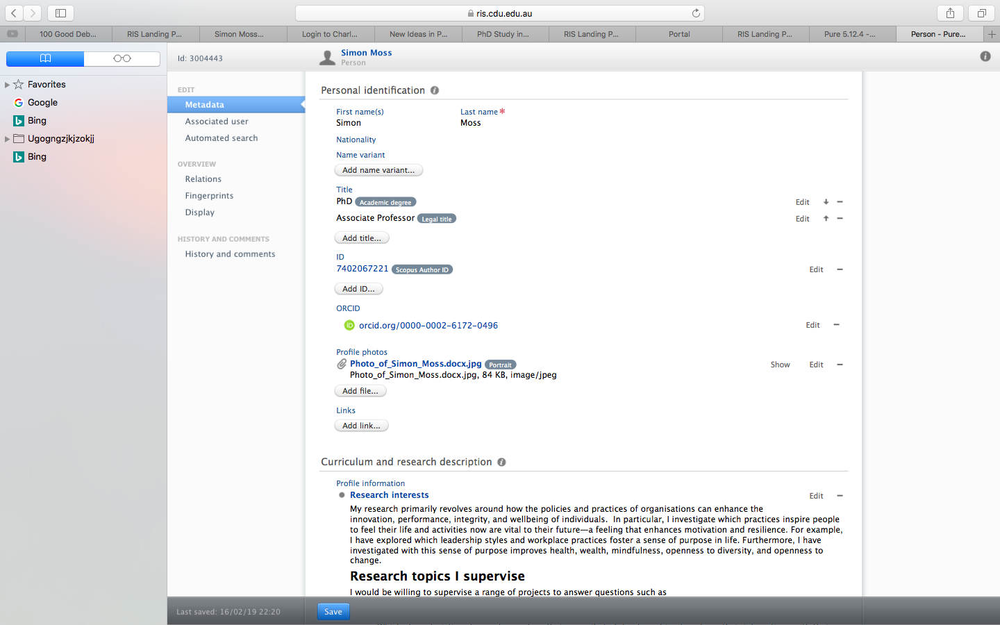 ris.cdu.edu.au
100 Good Deb...
RIS Landing P...
Simon Moss...
Login to Charl...
New Ideas in P...
PhD Study in...
RIS Landing P...
Portal
RIS Landing P...
Pure 5.12.4 -...
Person - Pure...
Favorites
Google
Bing
Ugogngzjkjzokjj
Bing
Id: 3004443
Simon Moss
Person
EDIT
Metadata
Associated user
Automated search
OVERVIEW
Relations
Fingerprints
Display
HISTORY AND COMMENTS
History and comments
Personal identification
First name(s) Last name *
Simon Moss
Nationality
Name variant
Add name variant...
Title
PhD Academic degree Edit
Associate Professor Legal title Edit
Add title...
ID
7402067221 Scopus Author ID Edit
Add ID...
ORCID
iD orcid.org/0000-0002-6172-0496 Edit
Profile photos
Photo_of_Simon_Moss.docx.jpg Portrait Show Edit
Photo_of_Simon_Moss.docx.jpg, 84 KB, image/jpeg
Add file...
Links
Add link...
Curriculum and research description
Profile information
Research interests Edit
My research primarily revolves around how the policies and practices of organisations can enhance the
innovation, performance, integrity, and wellbeing of individuals.  In particular, I investigate which practices inspire people
to feel their life and activities now are vital to their future—a feeling that enhances motivation and resilience. For example,
I have explored which leadership styles and workplace practices foster a sense of purpose in life. Furthermore, I have
investigated with this sense of purpose improves health, wealth, mindfulness, openness to diversity, and openness to
change.
Research topics I supervise
I would be willing to supervise a range of projects to answer questions such as
Last saved: 16/02/19 22:20
Save